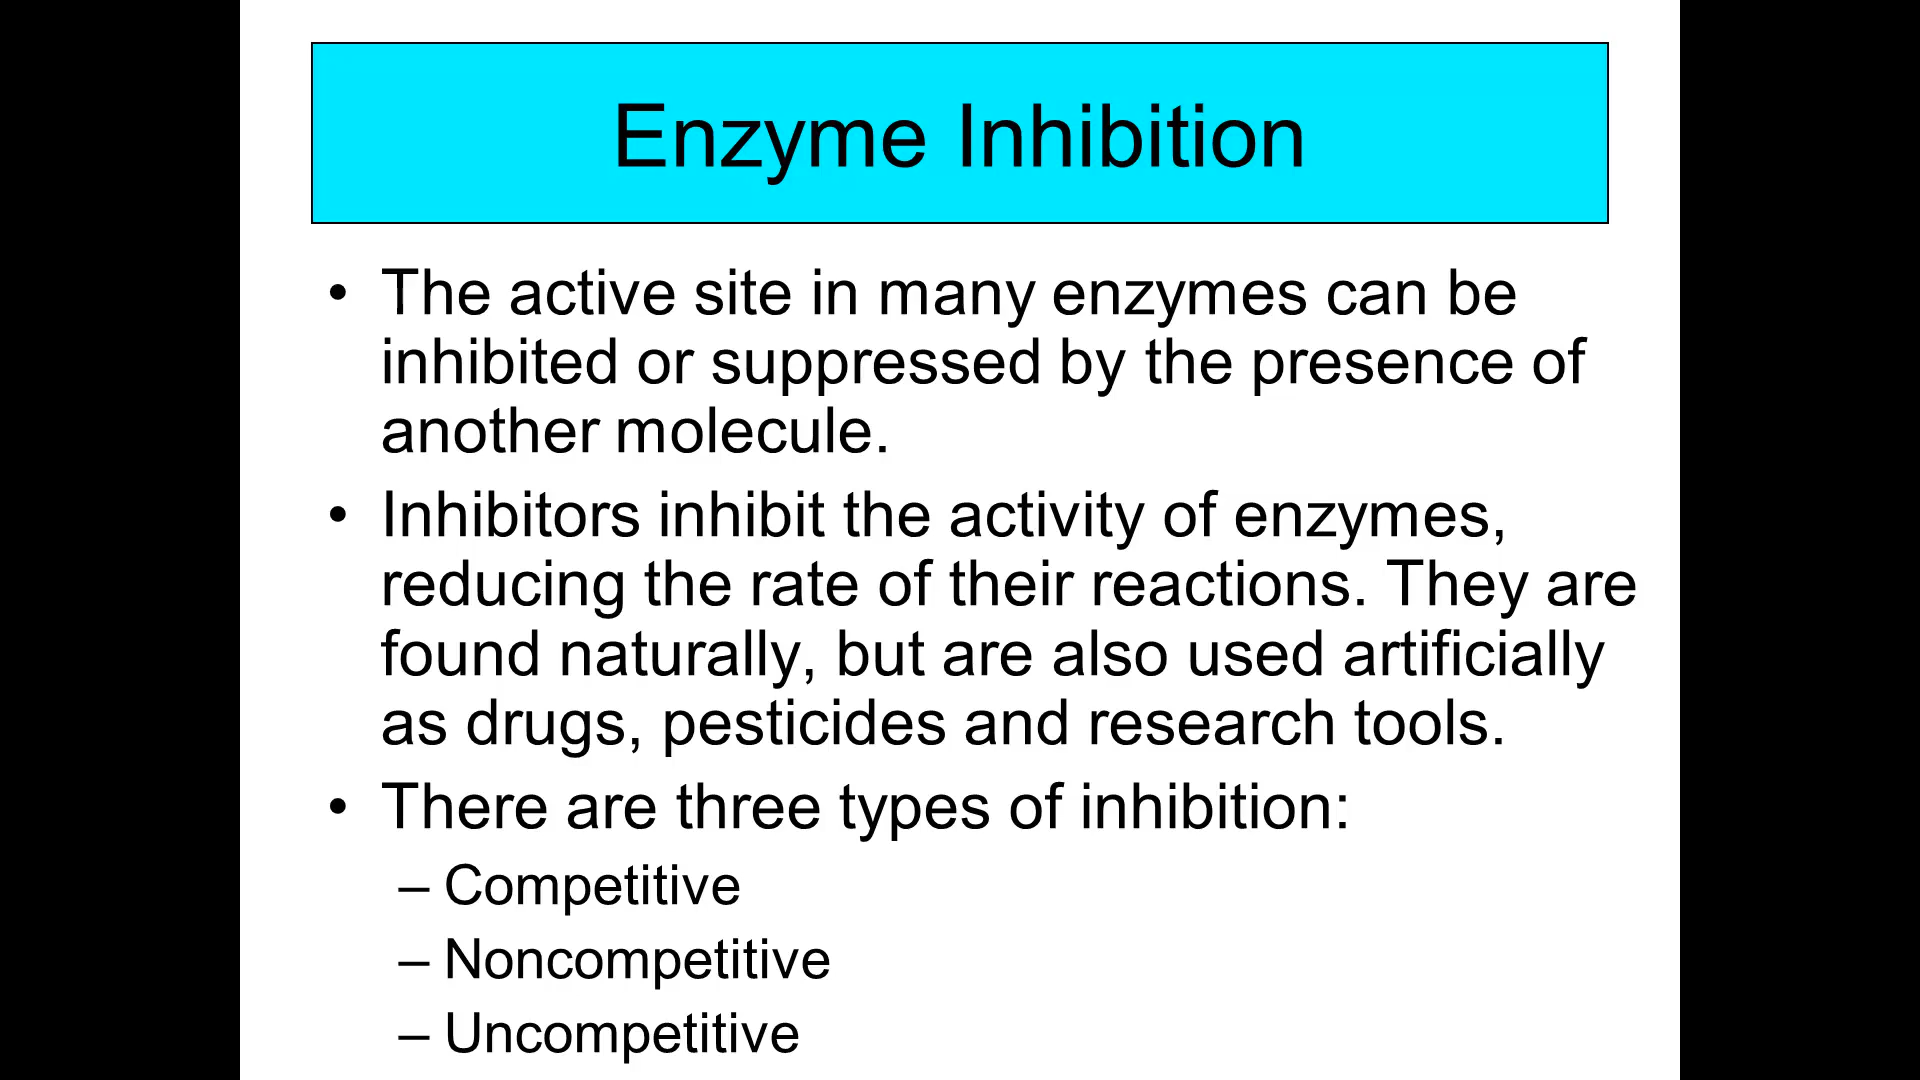 Enzyme Inhibition
• The active site in many enzymes can be
inhibited or suppressed by the presence of
another molecule.
• Inhibitors inhibit the activity of enzymes,
reducing the rate of their reactions. They are
found naturally, but are also used artificially
as drugs, pesticides and research tools.
• There are three types of inhibition:
– Competitive
– Noncompetitive
– Uncompetitive